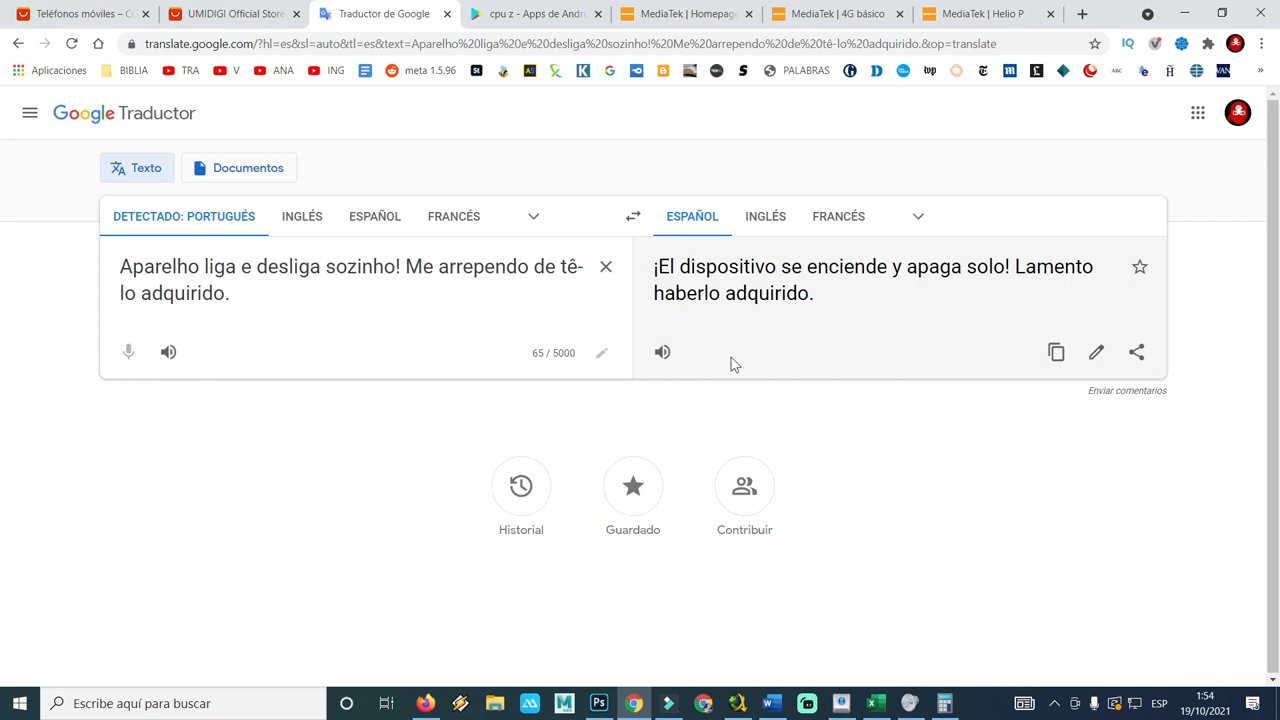 Teléfonos móviles - C
UMIDIGI Official Store
Traductor de Google
cpu z - Apps de Andr
MediaTek | Homepage
MediaTek | 4G básico
MediaTek | Helio P
translate.google.com/?hl=es&sl=auto&tl=es&text=Aparelho%20liga%20e%20desliga%20sozinho!%20Me%20arrependo%20de%20tê-lo%20adquirido.&op=translate
Aplicaciones
BIBLIA
TRA
V
ANA
ING
meta 1.5.96
PALABRAS
Google Traductor
Texto
Documentos
DETECTADO: PORTUGUÉS
INGLÉS
ESPAÑOL
FRANCÉS
ESPAÑOL
INGLÉS
FRANCÉS
Aparelho liga e desliga sozinho! Me arrependo de tê-
lo adquirido.
65 / 5000
¡El dispositivo se enciende y apaga solo! Lamento
haberlo adquirido.
Enviar comentarios
Historial
Guardado
Contribuir
Escribe aquí para buscar
ESP
1:54
19/10/2021